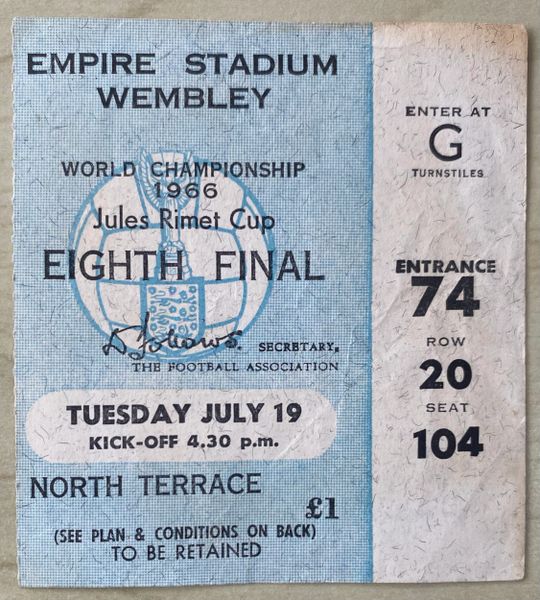 EMPIRE STADIUM
WEMBLEY
WORLD CHAMPIONSHIP
1966
Jules Rimet Cup
EIGHTH FINAL
D Follows. SECRETARY,
THE FOOTBALL ASSOCIATION
TUESDAY JULY 19
KICK-OFF 4.30 p.m.
NORTH TERRACE
£1
(SEE PLAN & CONDITIONS ON BACK)
TO BE RETAINED
ENTER AT
G
TURNSTILES
ENTRANCE
74
ROW
20
SEAT
104